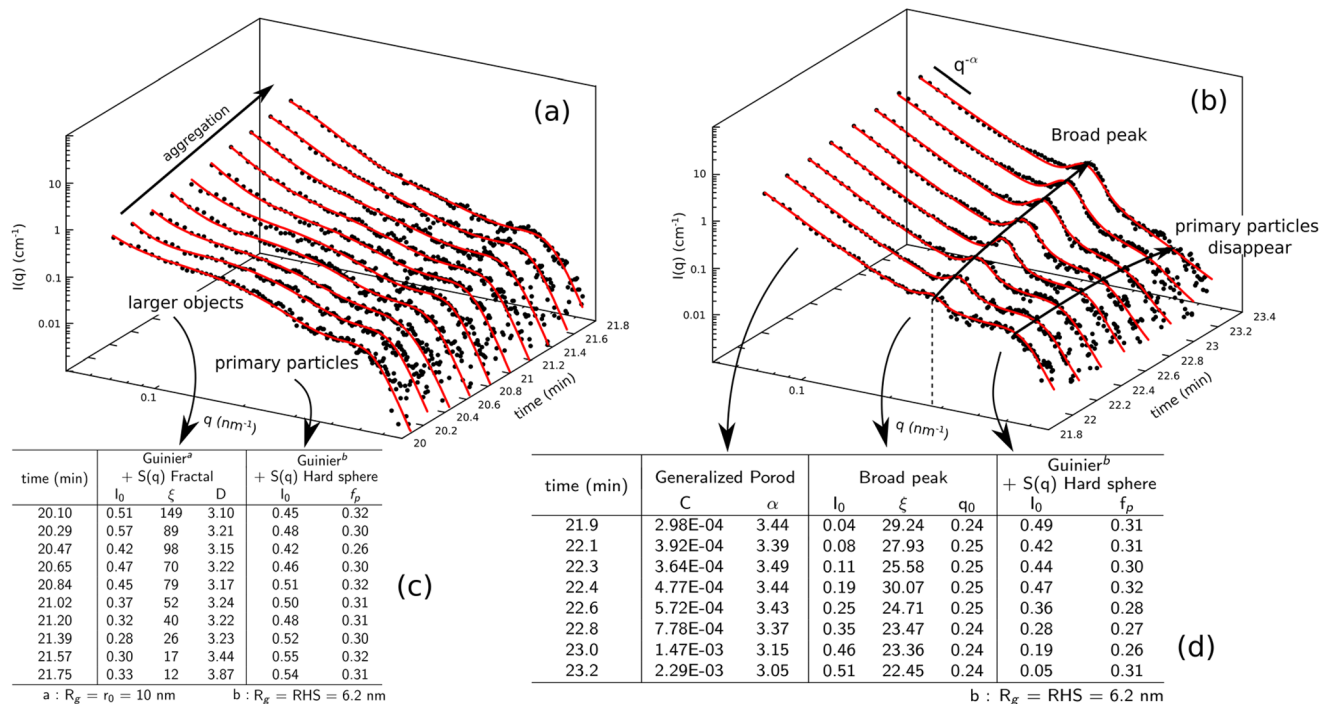 (a)
aggregation
I(q) (cm-1)
10
1
0.1
0.01
larger objects
primary particles
0.1
q (nm-1)
20
20.2
20.4
20.6
20.8
21
21.2
21.4
21.6
21.8
time (min)
(b)
q-α
Broad peak
primary particles
disappear
I(q) (cm-1)
10
1
0.1
0.01
0.1
q (nm-1)
21.8
22
22.2
22.4
22.6
22.8
23
23.2
23.4
time (min)
Guiniera Guinierb
time (min) + S(q) Fractal + S(q) Hard sphere
I0 ξ D I0 fp
20.10 0.51 149 3.10 0.45 0.32
20.29 0.57 89 3.21 0.48 0.30
20.47 0.42 98 3.15 0.42 0.26
20.65 0.47 70 3.22 0.46 0.30
20.84 0.45 79 3.17 0.51 0.32
21.02 0.37 52 3.24 0.50 0.31
21.20 0.32 40 3.22 0.48 0.31
21.39 0.28 26 3.23 0.52 0.30
21.57 0.30 17 3.44 0.55 0.32
21.75 0.33 12 3.87 0.54 0.31
a : Rg = r0 = 10 nm b : Rg = RHS = 6.2 nm
(c)
Guinierb
time (min) Generalized Porod Broad peak + S(q) Hard sphere
C α I0 ξ q0 I0 fp
21.9 2.98E-04 3.44 0.04 29.24 0.24 0.49 0.31
22.1 3.92E-04 3.39 0.08 27.93 0.25 0.42 0.31
22.3 3.64E-04 3.49 0.11 25.58 0.25 0.44 0.30
22.4 4.77E-04 3.44 0.19 30.07 0.25 0.47 0.32
22.6 5.72E-04 3.43 0.25 24.71 0.25 0.36 0.28
22.8 7.78E-04 3.37 0.35 23.47 0.24 0.28 0.27
23.0 1.47E-03 3.15 0.46 23.36 0.24 0.19 0.26
23.2 2.29E-03 3.05 0.51 22.45 0.24 0.05 0.31
(d)
b : Rg = RHS = 6.2 nm